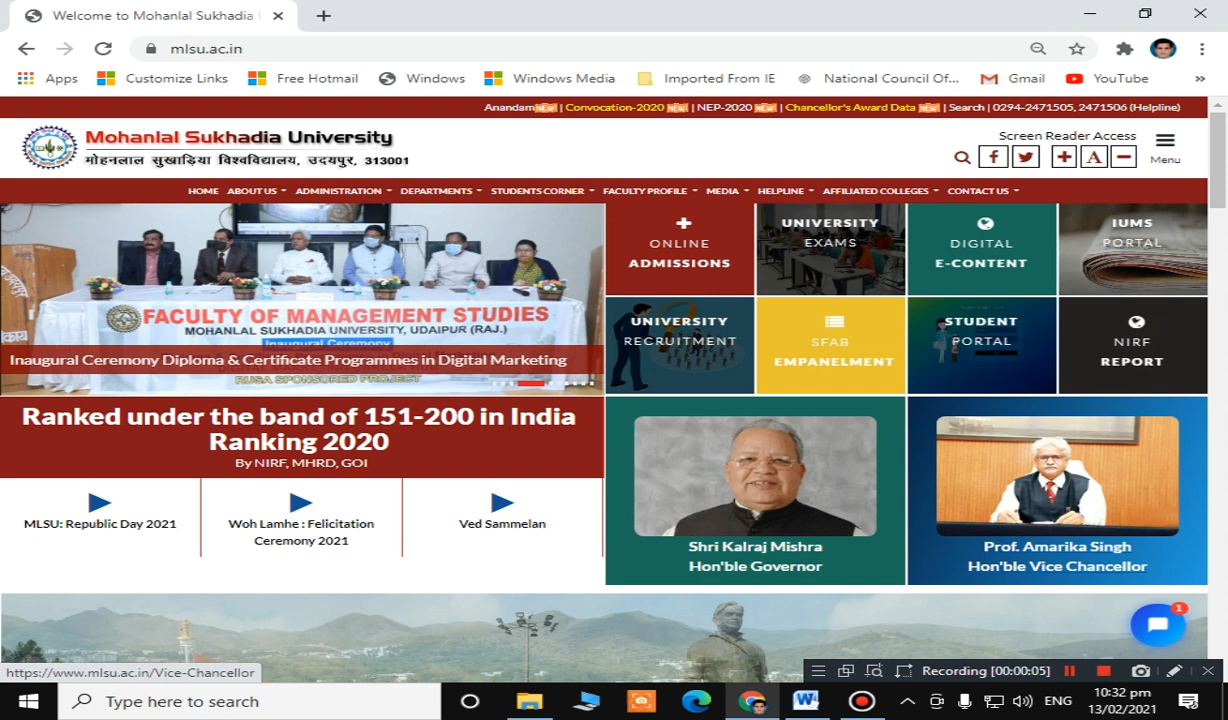 Welcome to Mohanlal Sukhadia U
mlsu.ac.in
Apps Customize Links Free Hotmail Windows Windows Media Imported From IE National Council Of... Gmail YouTube »
Anandam NEW | Convocation-2020 NEW | NEP-2020 NEW | Chancellor's Award Data NEW | Search | 0294-2471505, 2471506 (Helpline)
Mohanlal Sukhadia University
मोहनलाल सुखाड़िया विश्वविद्यालय, उदयपुर, 313001
Screen Reader Access
A
Menu
HOME ABOUT US ADMINISTRATION DEPARTMENTS STUDENTS CORNER FACULTY PROFILE MEDIA HELPLINE AFFILIATED COLLEGES CONTACT US
FACULTY OF MANAGEMENT STUDIES
MOHANLAL SUKHADIA UNIVERSITY, UDAIPUR (RAJ.)
Inaugural Ceremony
Inaugural Ceremony Diploma & Certificate Programmes in Digital Marketing
RUSA SPONSORED PROJECT
ONLINE
ADMISSIONS
UNIVERSITY
EXAMS
DIGITAL
E-CONTENT
IUMS
PORTAL
UNIVERSITY
RECRUITMENT
SFAB
EMPANELMENT
STUDENT
PORTAL
NIRF
REPORT
Ranked under the band of 151-200 in India
Ranking 2020
By NIRF, MHRD, GOI
MLSU: Republic Day 2021
Woh Lamhe : Felicitation
Ceremony 2021
Ved Sammelan
Shri Kalraj Mishra
Hon'ble Governor
Prof. Amarika Singh
Hon'ble Vice Chancellor
1
https://www.mlsu.ac.in/Vice-Chancellor
Recording [00:00:05]
Type here to search
ENG
10:32 pm
13/02/2021